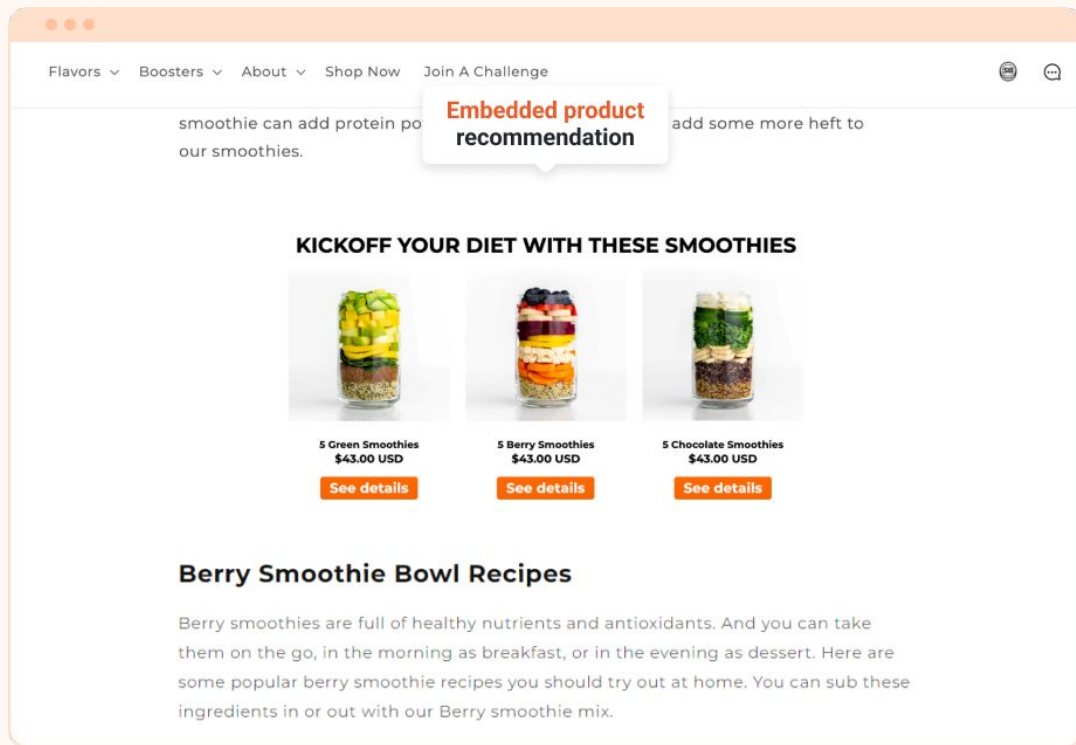 Flavors Boosters About Shop Now Join A Challenge
Embedded product
recommendation
smoothie can add protein add some more heft to
our smoothies.
KICKOFF YOUR DIET WITH THESE SMOOTHIES
5 Green Smoothies 5 Berry Smoothies 5 Chocolate Smoothies
$43.00 USD $43.00 USD $43.00 USD
See details See details See details
Berry Smoothie Bowl Recipes
Berry smoothies are full of healthy nutrients and antioxidants. And you can take
them on the go, in the morning as breakfast, or in the evening as dessert. Here are
some popular berry smoothie recipes you should try out at home. You can sub these
ingredients in or out with our Berry smoothie mix.